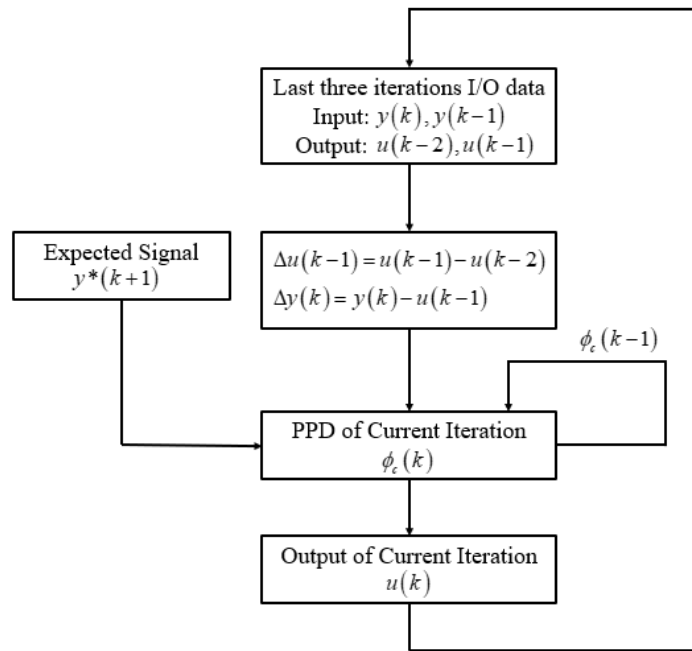 Last three iterations I/O data
Input: y(k), y(k−1)
Output: u(k−2), u(k−1)
Expected Signal
y*(k+1)
Δu(k−1) = u(k−1) − u(k−2)
Δy(k) = y(k) − u(k−1)
ϕc(k−1)
PPD of Current Iteration
ϕc(k)
Output of Current Iteration
u(k)